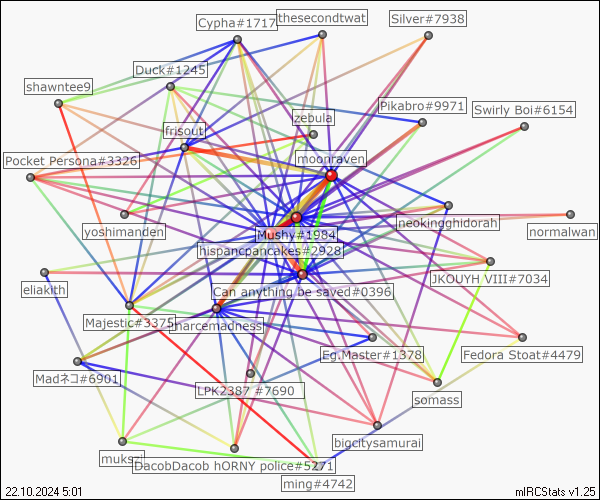 Cypha#1717
thesecondtwat
Silver#7938
Duck#1245
shawntee9
zebula
Pikabro#9971
Swirly Boi#6154
frisout
Pocket Persona#3326
moonraven
yoshimanden
Mushy#1984
neokingghidorah
normalwan
hispancpancakes#2928
JKOUYH VIII#7034
eliakith
Can anything be saved#0396
Majestic#3375
harcemadness
Eg.Master#1378
Fedora Stoat#4479
Madネコ#6901
LPK2387 #7690
somass
bigcitysamurai
mukszi
DacobDacob hORNY police#5271
ming#4742
22.10.2024 5:01
mIRCStats v1.25